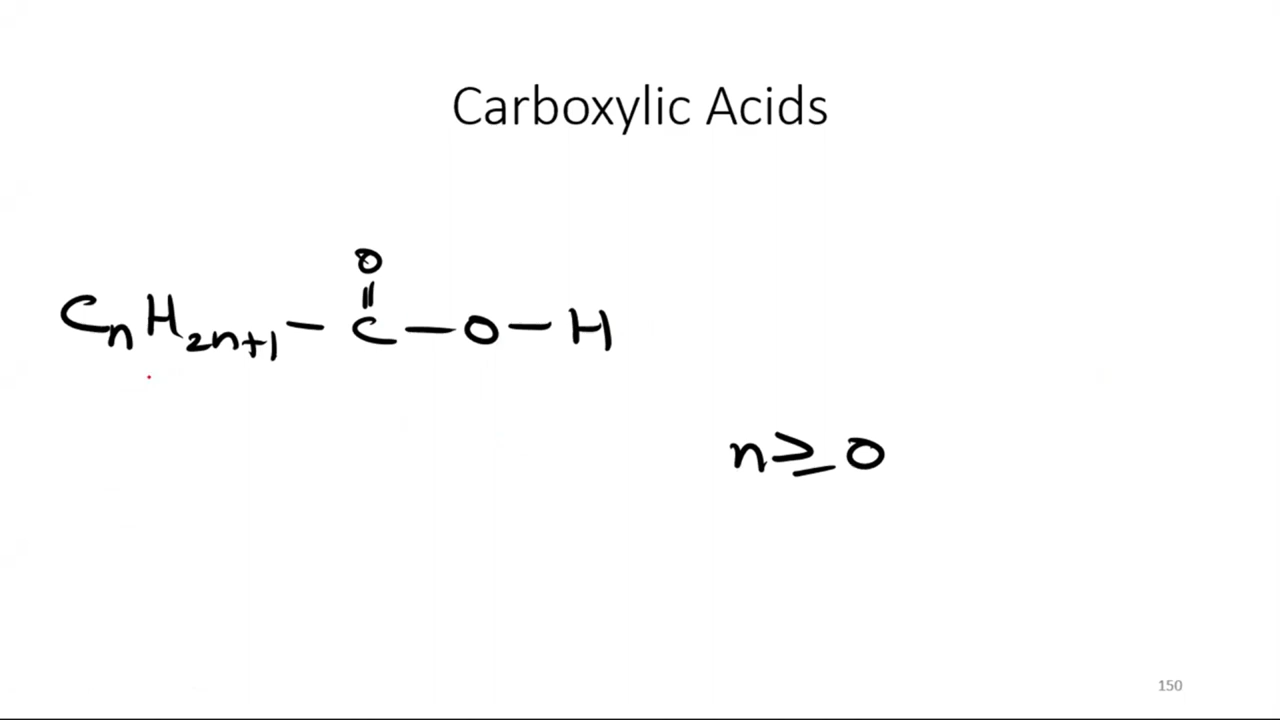 Carboxylic Acids
O
||
CnH2n+1 — C — O — H
n ≥ 0
150